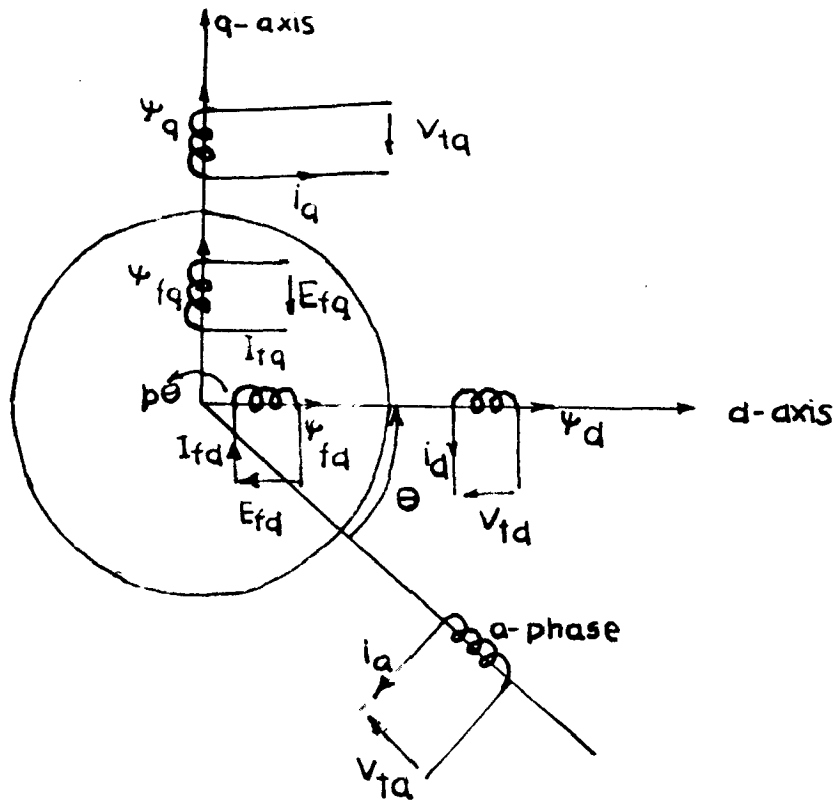 q-axis
Ψq
Vtq
iq
Ψfq
Efq
Ifq
pθ
Ifd
Ψfd
Efd
θ
Ψd
d-axis
id
Vtd
a-phase
ia
Vta